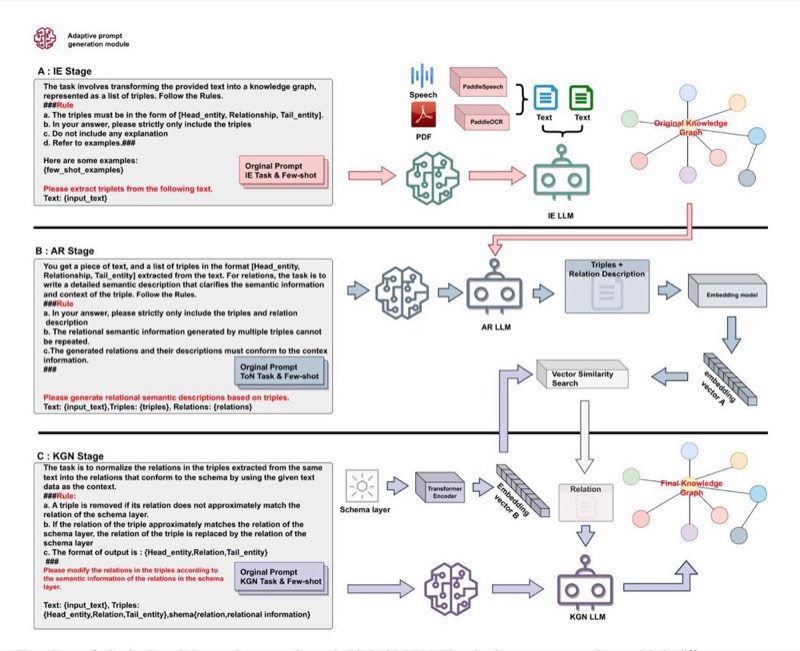 Adaptive prompt
generation module
A : IE Stage
The task involves transforming the provided text into a knowledge graph,
represented as a list of triples. Follow the Rules.
###Rule
a. The triples must be in the form of [Head_entity, Relationship, Tail_entity].
b. In your answer, please strictly only include the triples
c. Do not include any explanation
d. Refer to examples.###
Here are some examples:
{few_shot_examples}
Please extract triplets from the following text.
Text: {input_text}
Orginal Prompt
IE Task & Few-shot
Speech
PDF
PaddleSpeech
PaddleOCR
Text
Text
IE LLM
Original Knowledge
Graph
B : AR Stage
You get a piece of text, and a list of triples in the format [Head_entity,
Relationship, Tail_entity] extracted from the text. For relations, the task is to
write a detailed semantic description that clarifies the semantic information
and context of the triple. Follow the Rules.
###Rule
a. In your answer, please strictly only include the triples and relation
description
b. The relational semantic information generated by multiple triples cannot
be repeated.
c.The generated relations and their descriptions must conform to the contex
information.
###
Orginal Prompt
ToN Task & Few-shot
Please generate relational semantic descriptions based on triples.
Text: {input_text},Triples: {triples}, Relations: {relations}
AR LLM
Triples +
Relation Description
Embedding model
embedding
vector A
Vector Similarity
Search
C : KGN Stage
The task is to normalize the relations in the triples extracted from the same
text into the relations that conform to the schema by using the given text
data as the context.
###Rule:
a. A triple is removed if its relation does not approximately match the
relation of the schema layer.
b. If the relation of the triple approximately matches the relation of the
schema layer, the relation of the triple is replaced by the relation of the
schema layer
c. The format of output is : {Head_entity,Relation,Tail_entity}
###
Please modify the relations in the triples according to
the semantic information of the relations in the schema
layer.
Orginal Prompt
KGN Task & Few-shot
Text: {input_text}, Triples:
{Head_entity,Relation,Tail_entity},shema{relation,relational information}
Schema layer
Transformer
Encoder
Embedding
vector B
Relation
KGN LLM
Final Knowledge
Graph